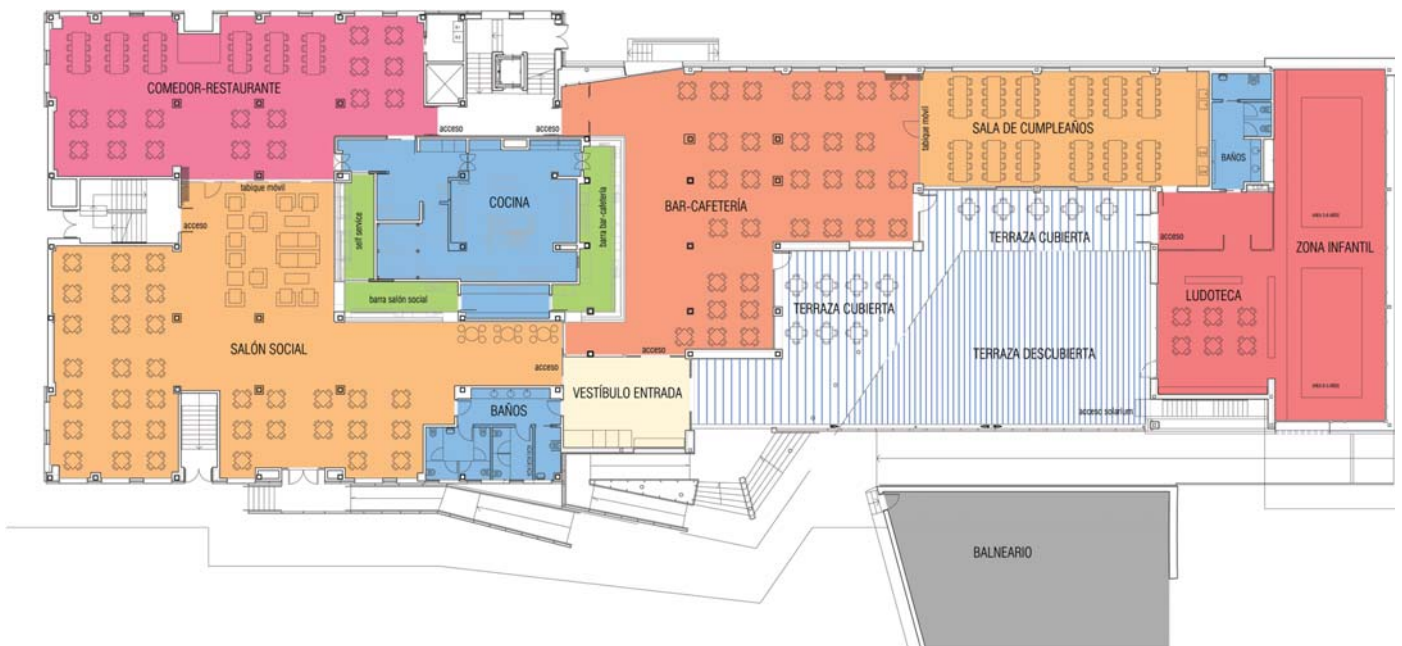 COMEDOR-RESTAURANTE
acceso
acceso
tabique móvil
SALA DE CUMPLEAÑOS
BAÑOS
tabique móvil
COCINA
BAR-CAFETERÍA
acceso
self service
barra bar-cafetería
TERRAZA CUBIERTA
acceso
ZONA INFANTIL
barra salón social
TERRAZA CUBIERTA
LUDOTECA
SALÓN SOCIAL
acceso
TERRAZA DESCUBIERTA
acceso
VESTÍBULO ENTRADA
BAÑOS
acceso solarium
BALNEARIO